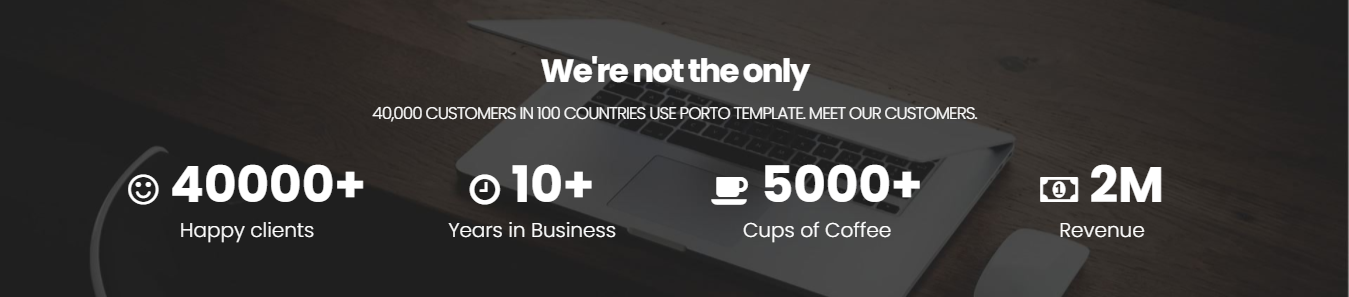 We're not the only
40,000 CUSTOMERS IN 100 COUNTRIES USE PORTO TEMPLATE. MEET OUR CUSTOMERS.
40000+ 10+ 5000+ 1 2M
Happy clients Years in Business Cups of Coffee Revenue